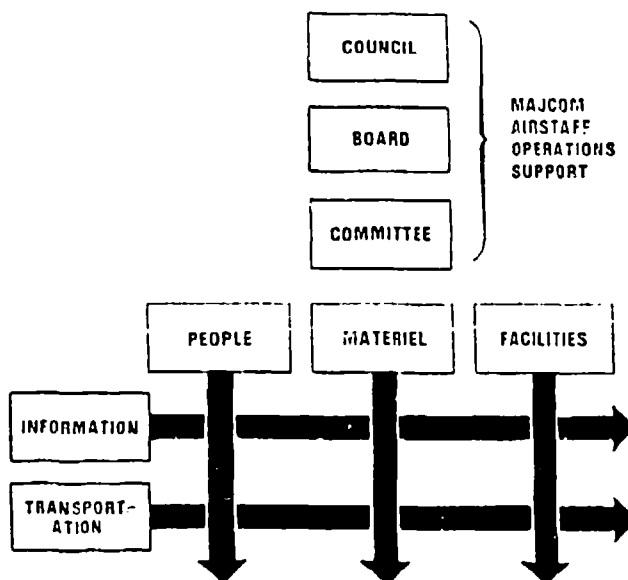 COUNCIL
BOARD
COMMITTEE
MAJCOM
AIRSTAFF
OPERATIONS
SUPPORT
PEOPLE
MATERIEL
FACILITIES
INFORMATION
TRANSPORT-
ATION